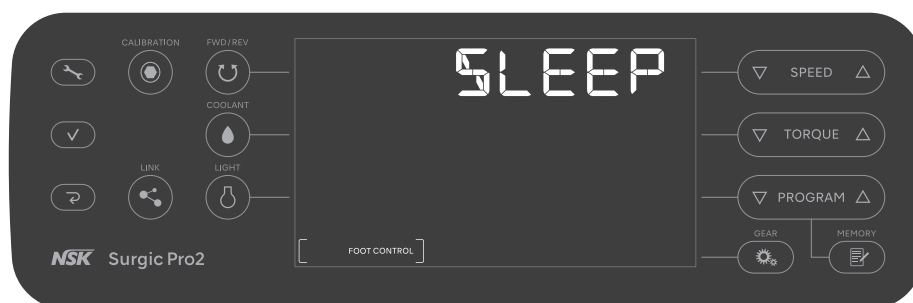 CALIBRATION FWD/REV
SLEEP
SPEED
COOLANT
TORQUE
LINK LIGHT
PROGRAM
GEAR MEMORY
FOOT CONTROL
NSK Surgic Pro2